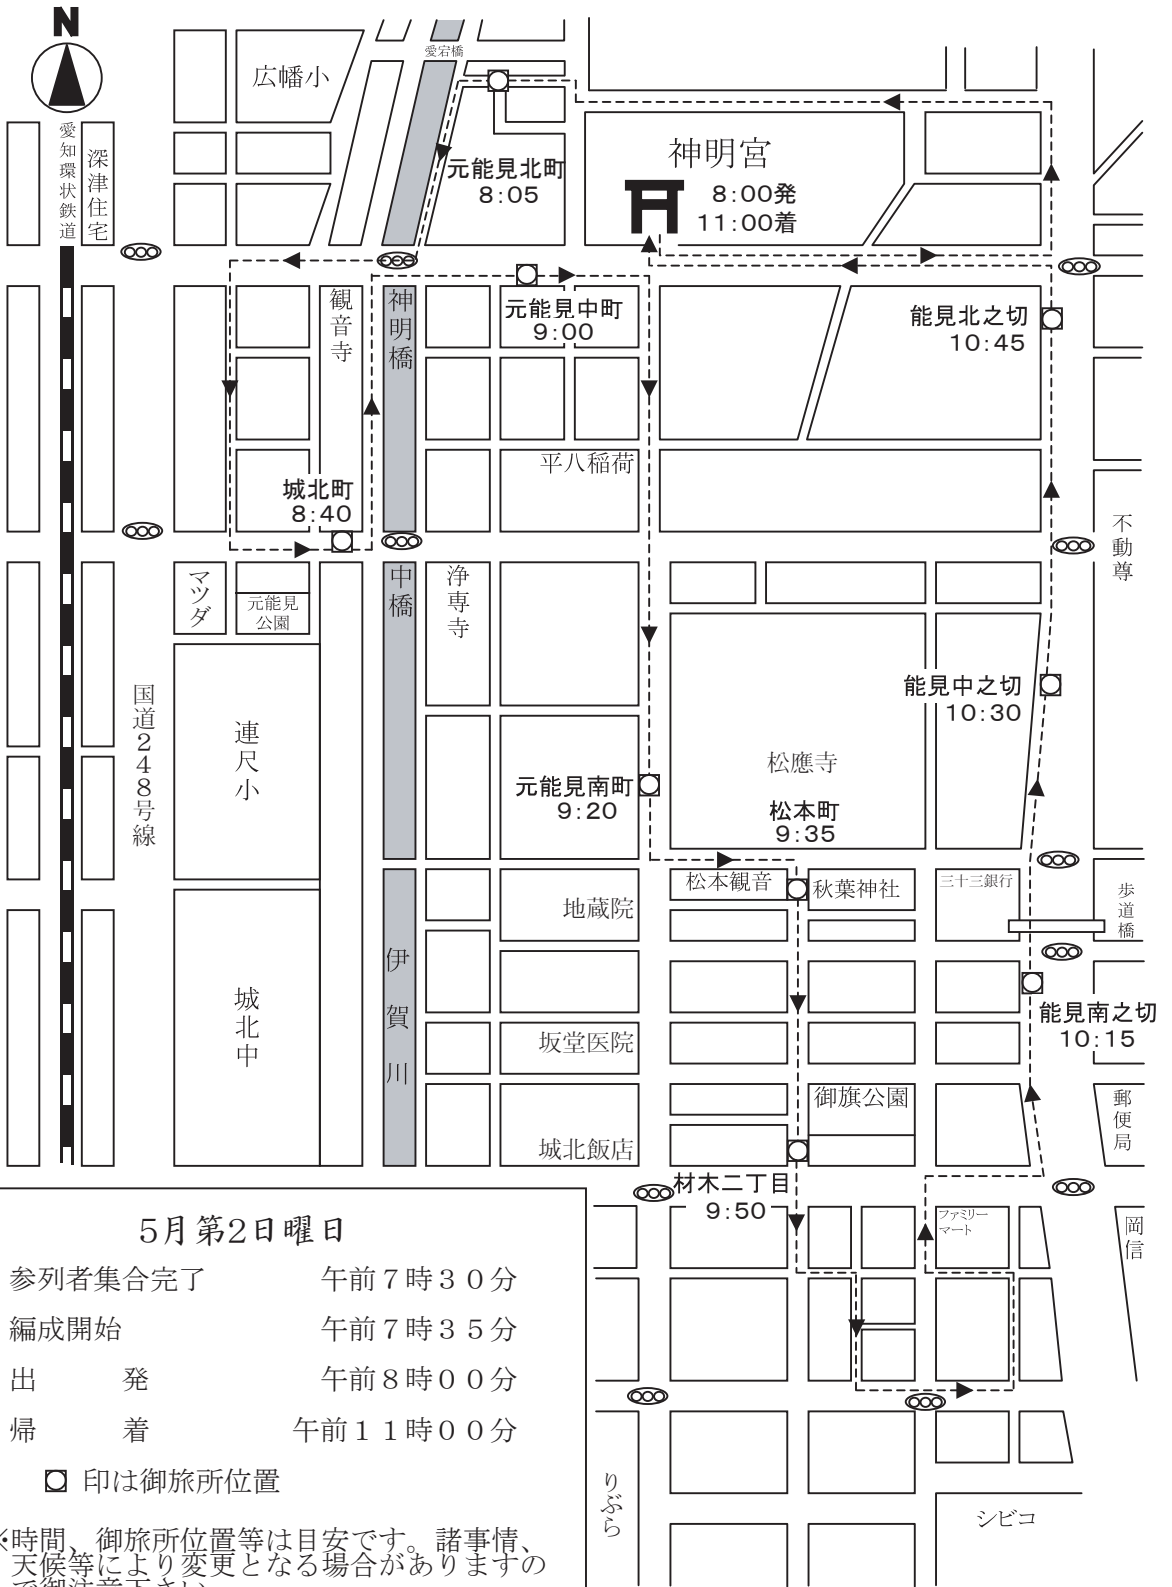 N
愛宕橋
広幡小
愛知環状鉄道
深津住宅
元能見北町
8:05
神明宮
8:00発
11:00着
観音寺
神明橋
元能見中町
9:00
能見北之切
10:45
平八稲荷
城北町
8:40
不動尊
マツダ
元能見
公園
中橋
浄専寺
国道248号線
連尺小
能見中之切
10:30
松應寺
元能見南町
9:20
松本町
9:35
松本観音
秋葉神社
三十三銀行
歩道橋
地蔵院
伊賀川
城北中
坂堂医院
能見南之切
10:15
御旗公園
郵便局
城北飯店
材木二丁目
9:50
ファミリー
マート
岡信
5月第2日曜日
参列者集合完了 午前7時30分
編成開始 午前7時35分
出 発 午前8時00分
帰 着 午前11時00分
印は御旅所位置
※時間、御旅所位置等は目安です。諸事情、
天候等により変更となる場合がありますの
で御注意下さい
りぶら
シビコ